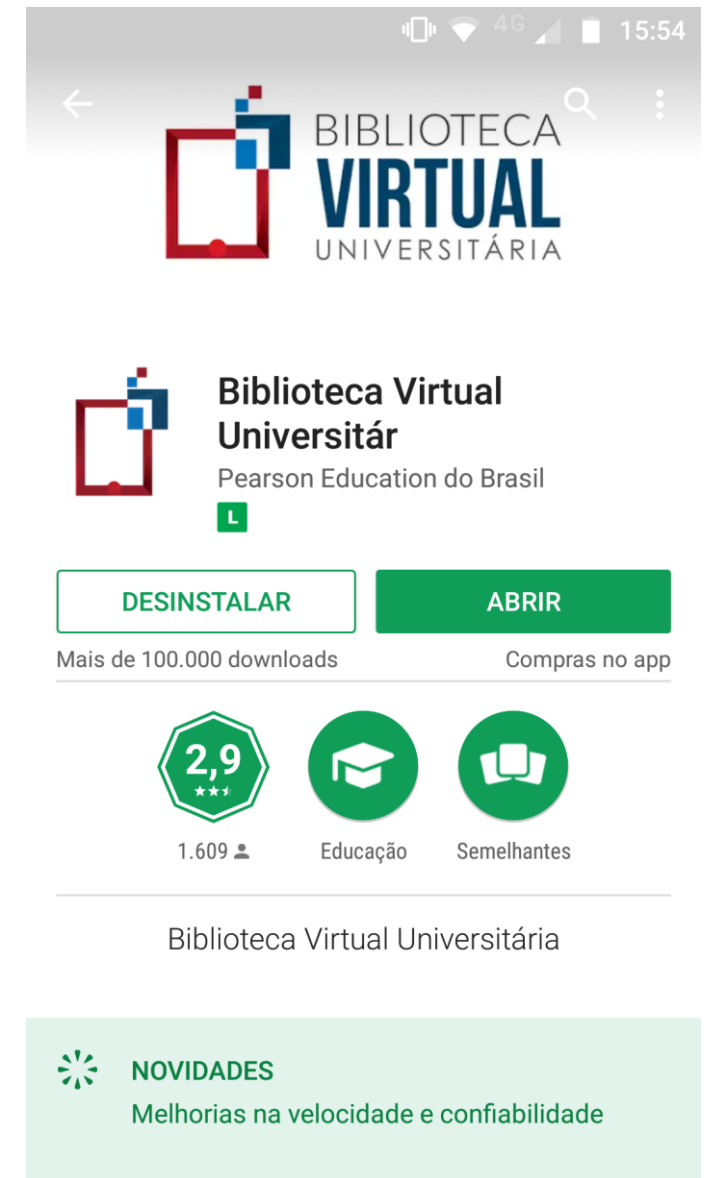 4G 15:54
BIBLIOTECA
VIRTUAL
UNIVERSITÁRIA
Biblioteca Virtual
Universitár
Pearson Education do Brasil
L
DESINSTALAR ABRIR
Mais de 100.000 downloads Compras no app
2,9
1.609 Educação Semelhantes
Biblioteca Virtual Universitária
NOVIDADES
Melhorias na velocidade e confiabilidade